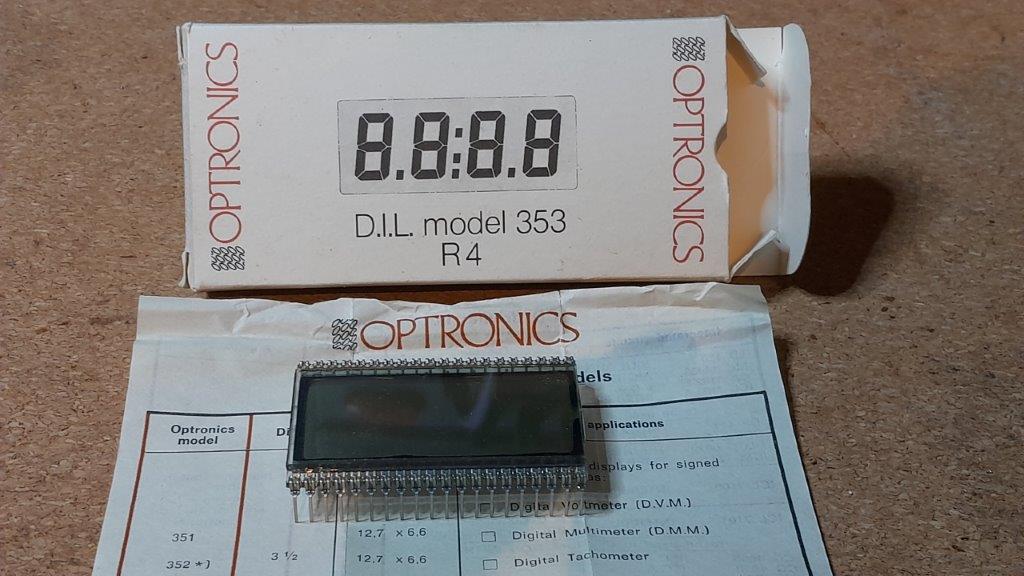 OPTRONICS
8.8:8.8
D.I.L. model 353
R4
OPTRONICS
OPTRONICS
Optronics model
applications
displays for signed
Digital Voltmeter (D.V.M.)
351
12,7 x 6,6
Digital Multimeter (D.M.M.)
352 *)
3 ½
12,7 x 6,6
Digital Tachometer